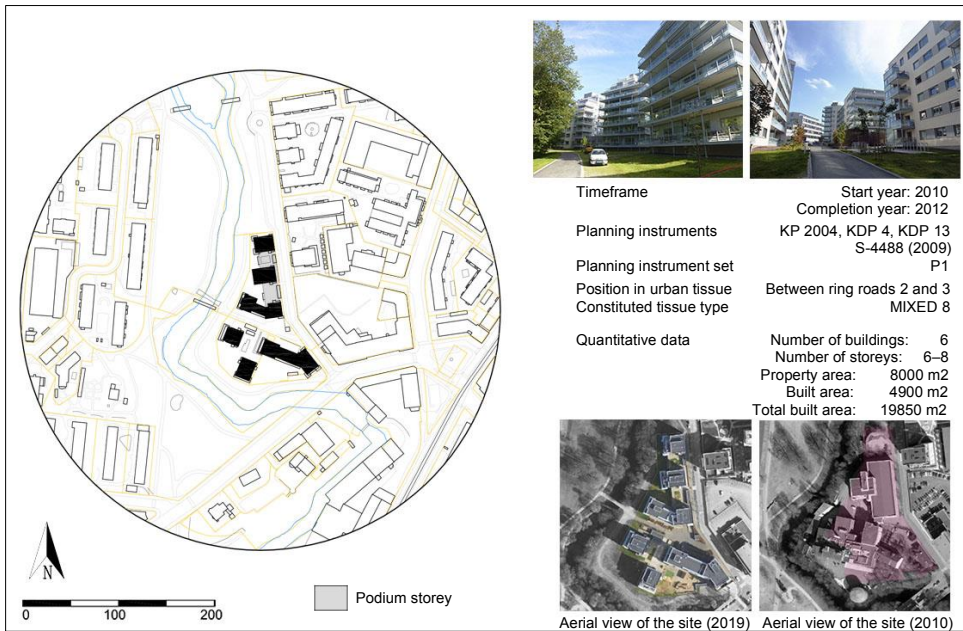 N
0 100 200
Podium storey
Timeframe Start year: 2010
Completion year: 2012
Planning instruments KP 2004, KDP 4, KDP 13
S-4488 (2009)
Planning instrument set P1
Position in urban tissue Between ring roads 2 and 3
Constituted tissue type MIXED 8
Quantitative data Number of buildings: 6
Number of storeys: 6–8
Property area: 8000 m2
Built area: 4900 m2
Total built area: 19850 m2
Aerial view of the site (2019) Aerial view of the site (2010)